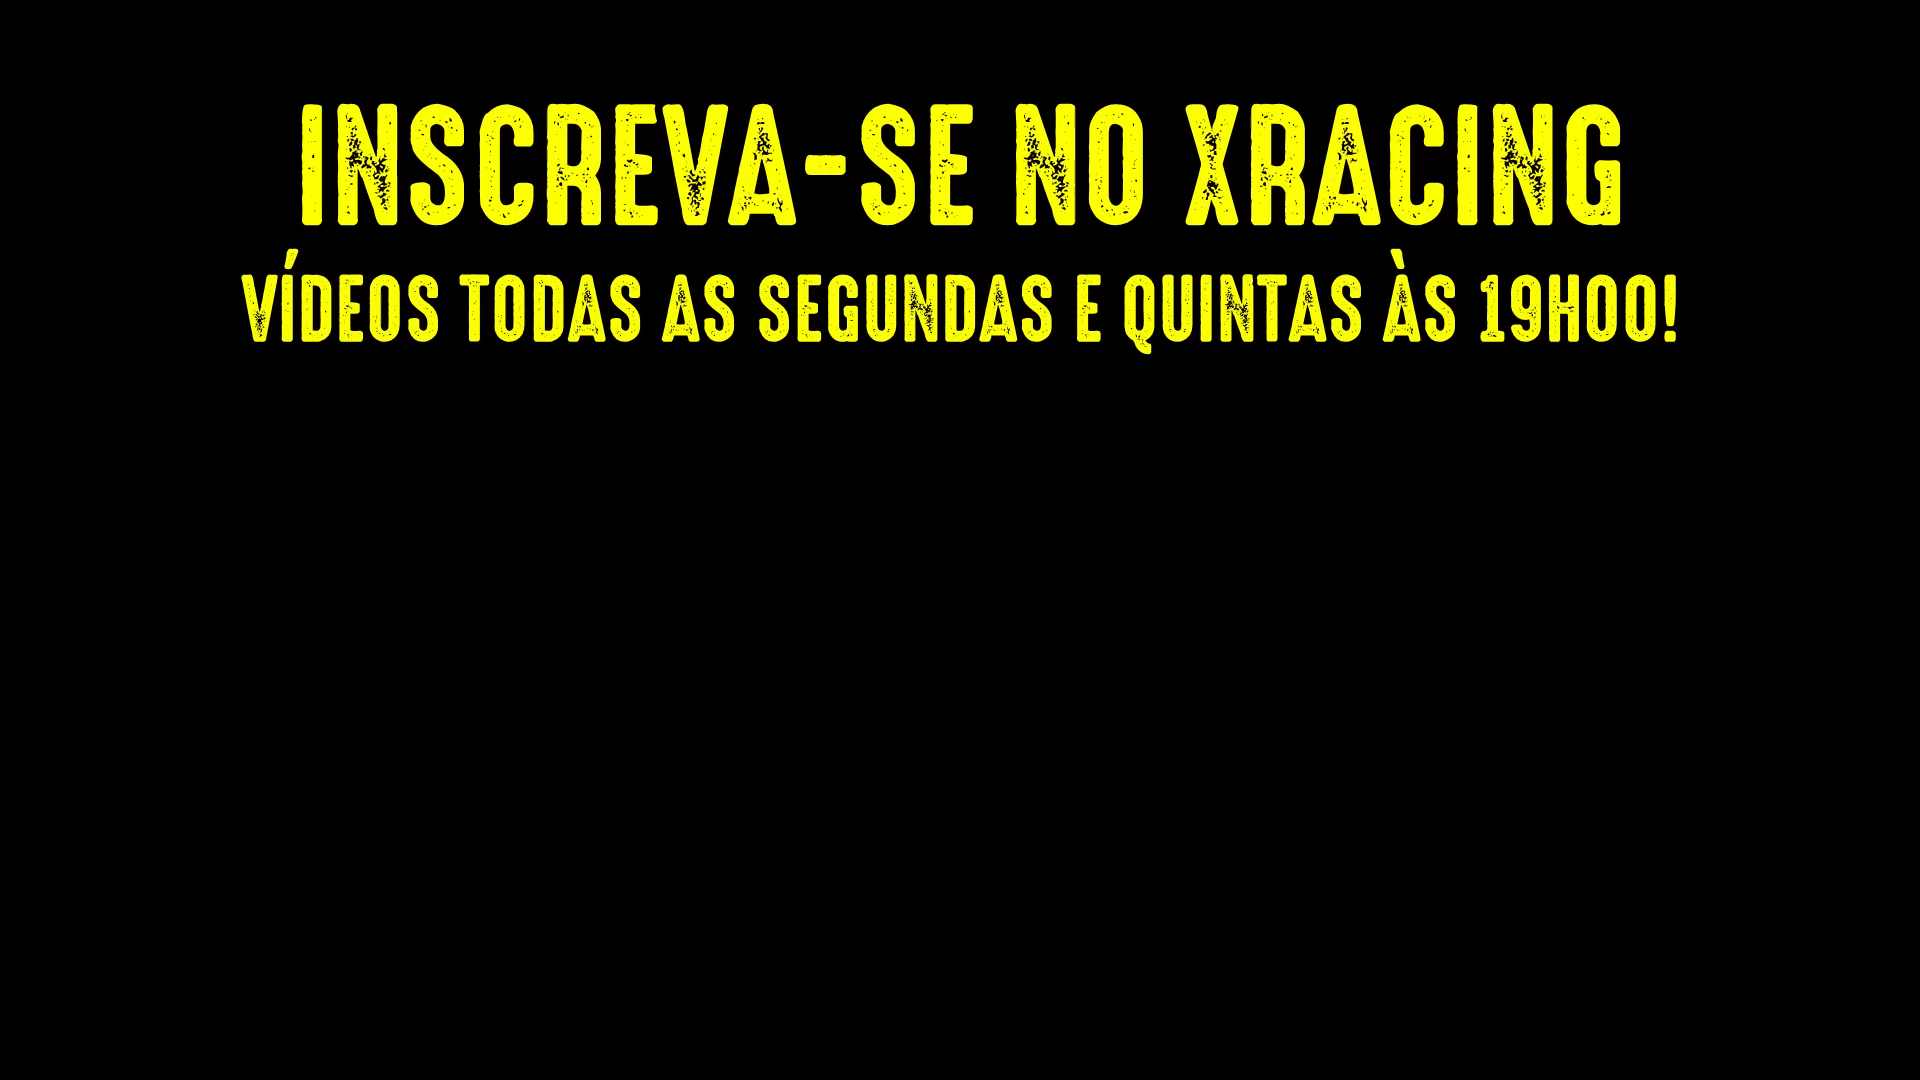 INSCREVA-SE NO XRACING
VÍDEOS TODAS AS SEGUNDAS E QUINTAS ÀS 19H00!